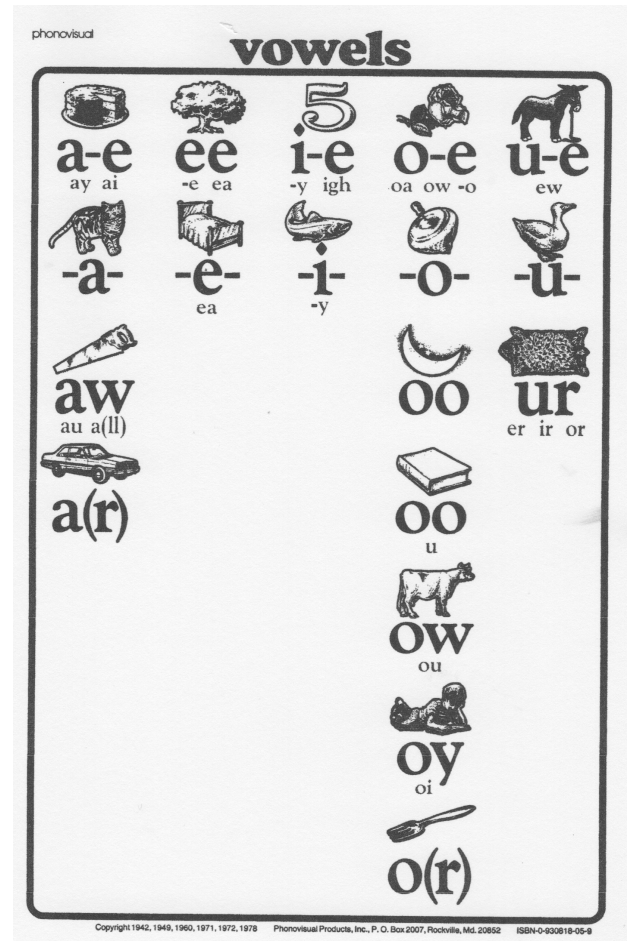 phonovisual
vowels
5
a-e ee i-e o-e u-e
ay ai -e ea -y igh oa ow -o ew
-a- -e- -i- -o- -u-
ea -y
aw oo ur
au a(ll) er ir or
a(r) oo
u
ow
ou
oy
oi
o(r)
Copyright 1942, 1949, 1960, 1971, 1972, 1978 Phonovisual Products, Inc., P. O. Box 2007, Rockville, Md. 20852 ISBN-0-930818-05-9